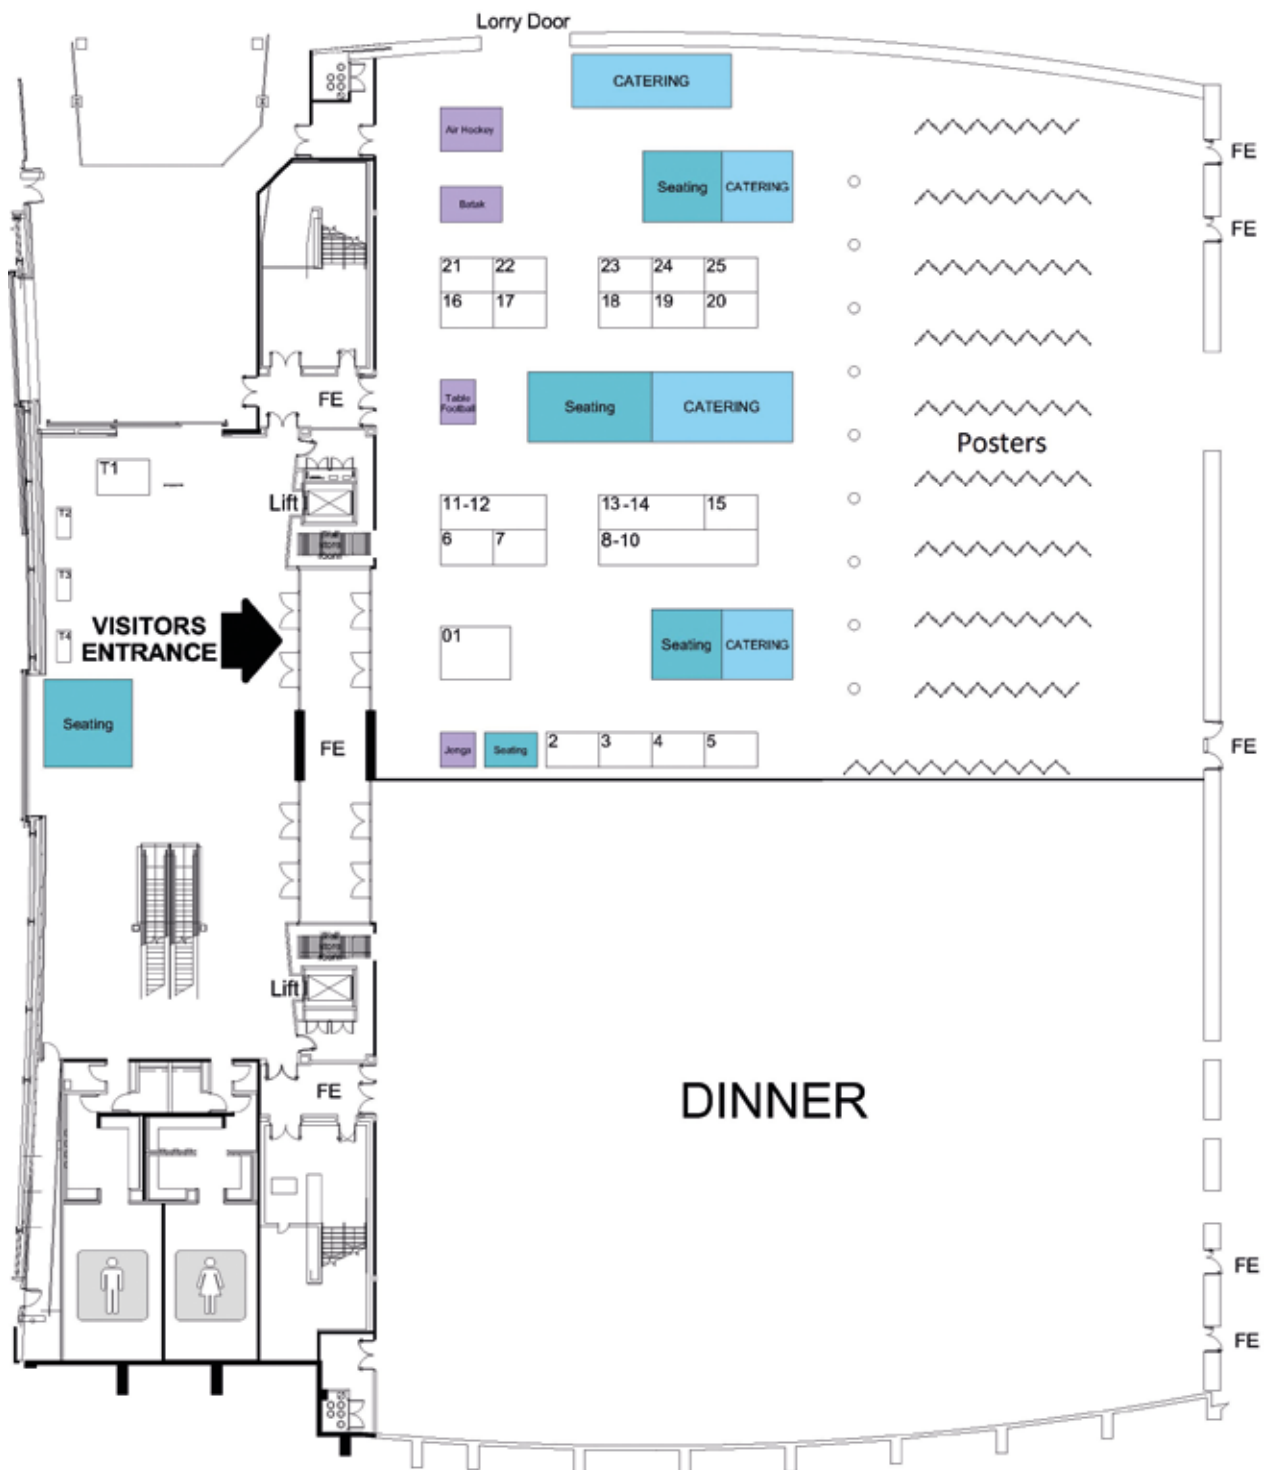 Lorry Door
CATERING
Air Hockey
FE
Seating
CATERING
Batak
FE
21
22
23
24
25
16
17
18
19
20
Table
Football
FE
Seating
CATERING
Posters
T1
Lift
11-12
13-14
15
T2
6
7
8-10
T3
T4
VISITORS
ENTRANCE
01
Seating
CATERING
Seating
FE
Jenga
Seating
2
3
4
5
FE
Lift
DINNER
FE
FE
FE